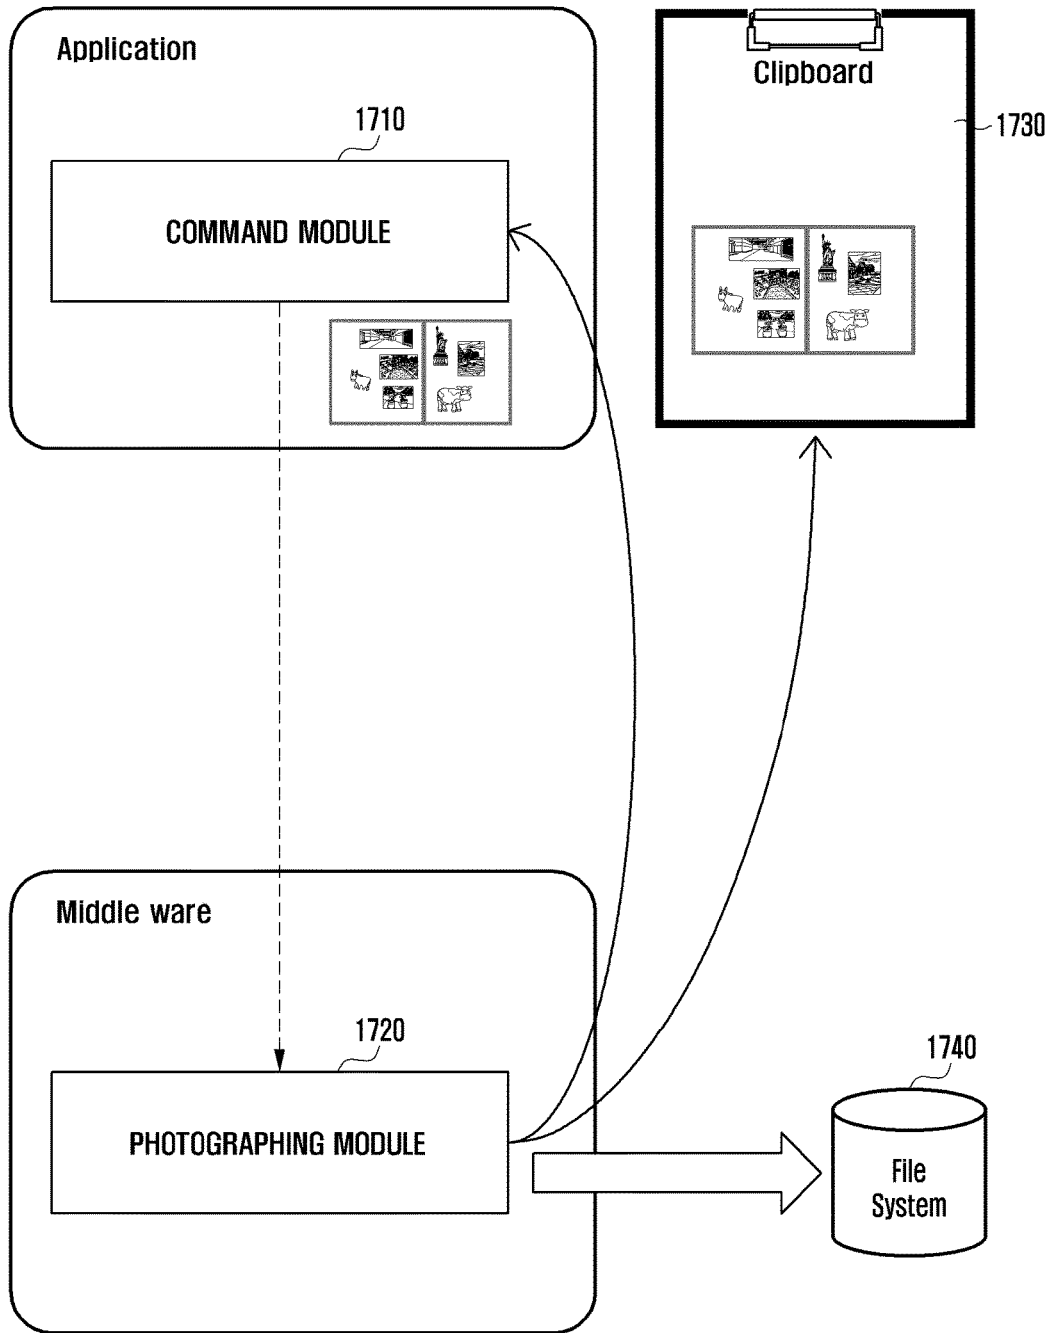 Application
1710
COMMAND MODULE
Clipboard
1730
Middle ware
1720
PHOTOGRAPHING MODULE
1740
File
System